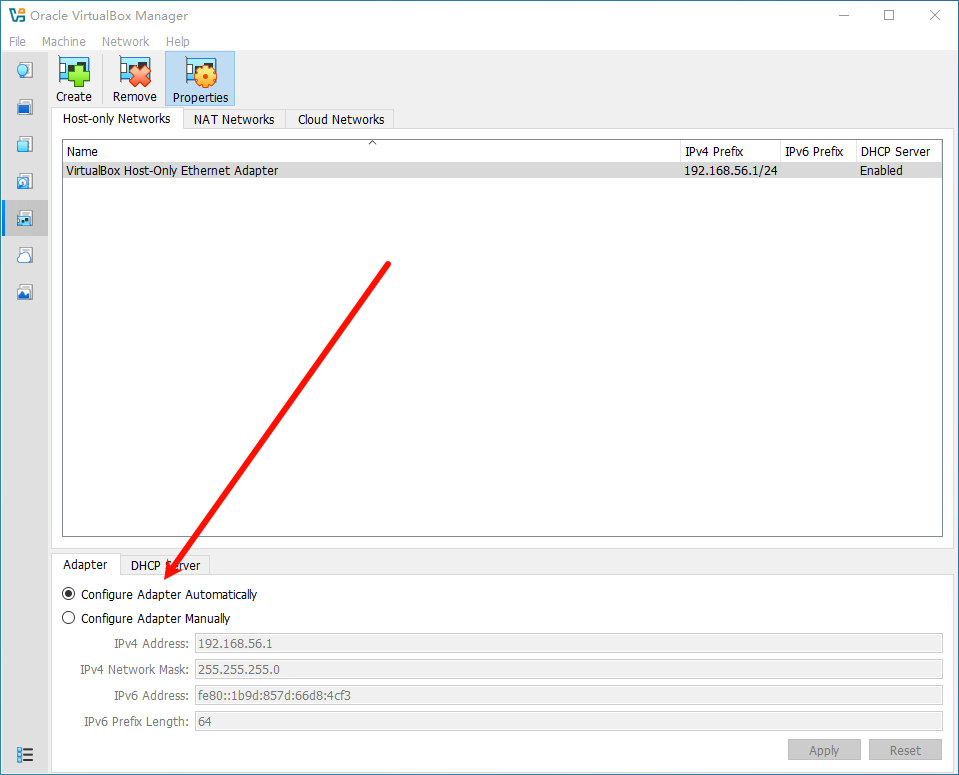 Oracle VirtualBox Manager
File Machine Network Help
Create Remove Properties
Host-only Networks NAT Networks Cloud Networks
Name IPv4 Prefix IPv6 Prefix DHCP Server
VirtualBox Host-Only Ethernet Adapter 192.168.56.1/24 Enabled
Adapter DHCP Server
Configure Adapter Automatically
Configure Adapter Manually
IPv4 Address: 192.168.56.1
IPv4 Network Mask: 255.255.255.0
IPv6 Address: fe80::1b9d:857d:66d8:4cf3
IPv6 Prefix Length: 64
Apply Reset